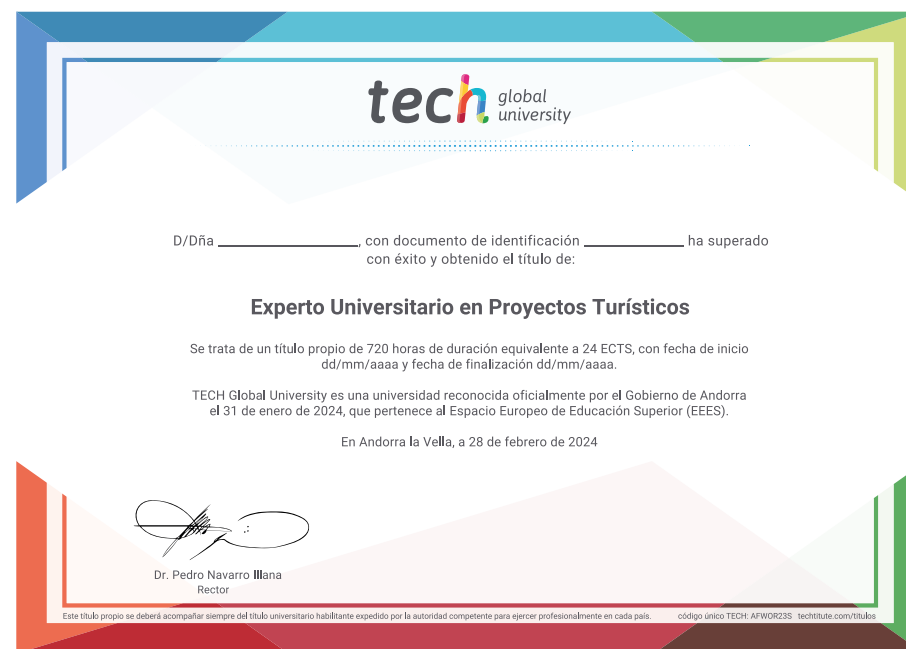 tech global university
D/Dña ____________________, con documento de identificación ______________ ha superado
con éxito y obtenido el título de:
Experto Universitario en Proyectos Turísticos
Se trata de un título propio de 720 horas de duración equivalente a 24 ECTS, con fecha de inicio
dd/mm/aaaa y fecha de finalización dd/mm/aaaa.
TECH Global University es una universidad reconocida oficialmente por el Gobierno de Andorra
el 31 de enero de 2024, que pertenece al Espacio Europeo de Educación Superior (EEES).
En Andorra la Vella, a 28 de febrero de 2024
Dr. Pedro Navarro Illana
Rector
Este título propio se deberá acompañar siempre del título universitario habilitante expedido por la autoridad competente para ejercer profesionalmente en cada país. código único TECH: AFWOR23S techtitute.com/titulos